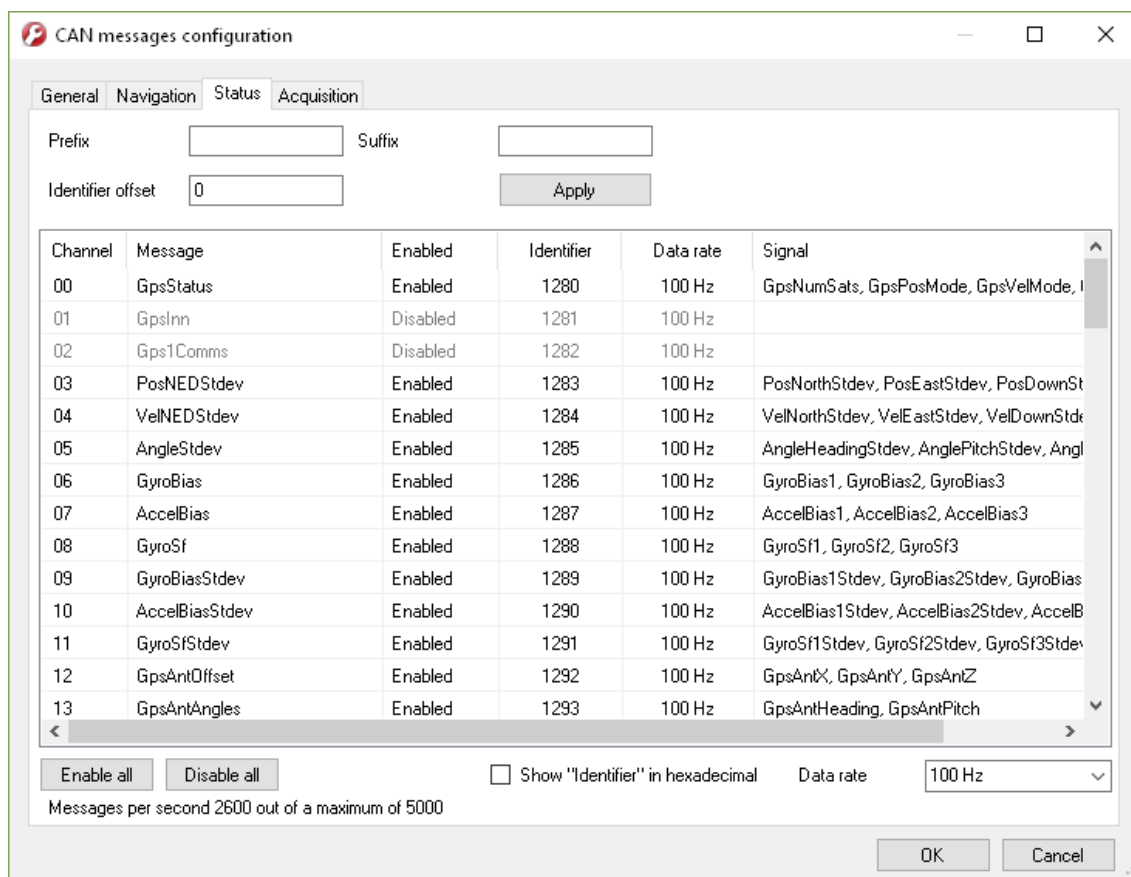 CAN messages configuration
General Navigation Status Acquisition
Prefix Suffix
Identifier offset 0 Apply
Channel Message Enabled Identifier Data rate Signal
00 GpsStatus Enabled 1280 100 Hz GpsNumSats, GpsPosMode, GpsVelMode,
01 GpsInn Disabled 1281 100 Hz
02 Gps1Comms Disabled 1282 100 Hz
03 PosNEDStdev Enabled 1283 100 Hz PosNorthStdev, PosEastStdev, PosDownSt
04 VelNEDStdev Enabled 1284 100 Hz VelNorthStdev, VelEastStdev, VelDownStde
05 AngleStdev Enabled 1285 100 Hz AngleHeadingStdev, AnglePitchStdev, Angl
06 GyroBias Enabled 1286 100 Hz GyroBias1, GyroBias2, GyroBias3
07 AccelBias Enabled 1287 100 Hz AccelBias1, AccelBias2, AccelBias3
08 GyroSf Enabled 1288 100 Hz GyroSf1, GyroSf2, GyroSf3
09 GyroBiasStdev Enabled 1289 100 Hz GyroBias1Stdev, GyroBias2Stdev, GyroBias
10 AccelBiasStdev Enabled 1290 100 Hz AccelBias1Stdev, AccelBias2Stdev, AccelB
11 GyroSfStdev Enabled 1291 100 Hz GyroSf1Stdev, GyroSf2Stdev, GyroSf3Stdev
12 GpsAntOffset Enabled 1292 100 Hz GpsAntX, GpsAntY, GpsAntZ
13 GpsAntAngles Enabled 1293 100 Hz GpsAntHeading, GpsAntPitch
Enable all Disable all Show "Identifier" in hexadecimal Data rate 100 Hz
Messages per second 2600 out of a maximum of 5000
OK Cancel